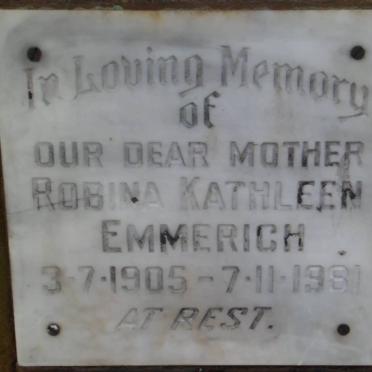 In Loving Memory
of
OUR DEAR MOTHER
ROBINA KATHLEEN
EMMERICH
3-7-1905 - 7-11-1981
AT REST.